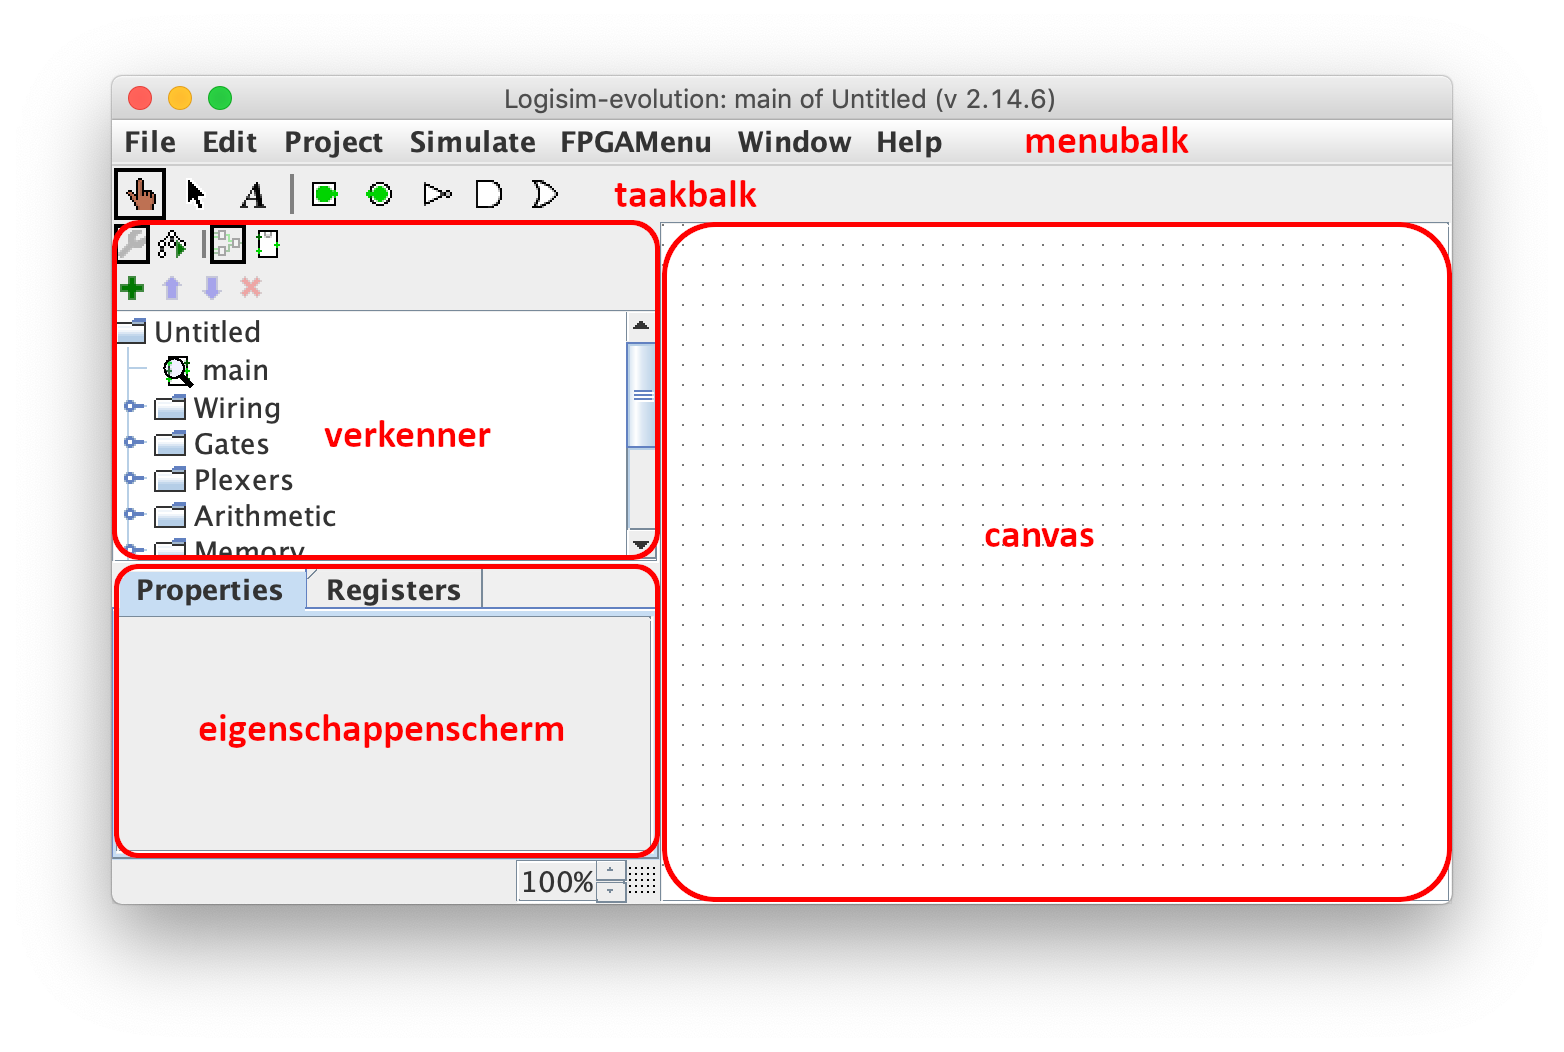 Logisim-evolution: main of Untitled (v 2.14.6)
File Edit Project Simulate FPGAMenu Window Help menubalk
A taakbalk
Untitled
main
Wiring
Gates
verkenner
Plexers
Arithmetic
Memory
canvas
Properties Registers
eigenschappenscherm
100%